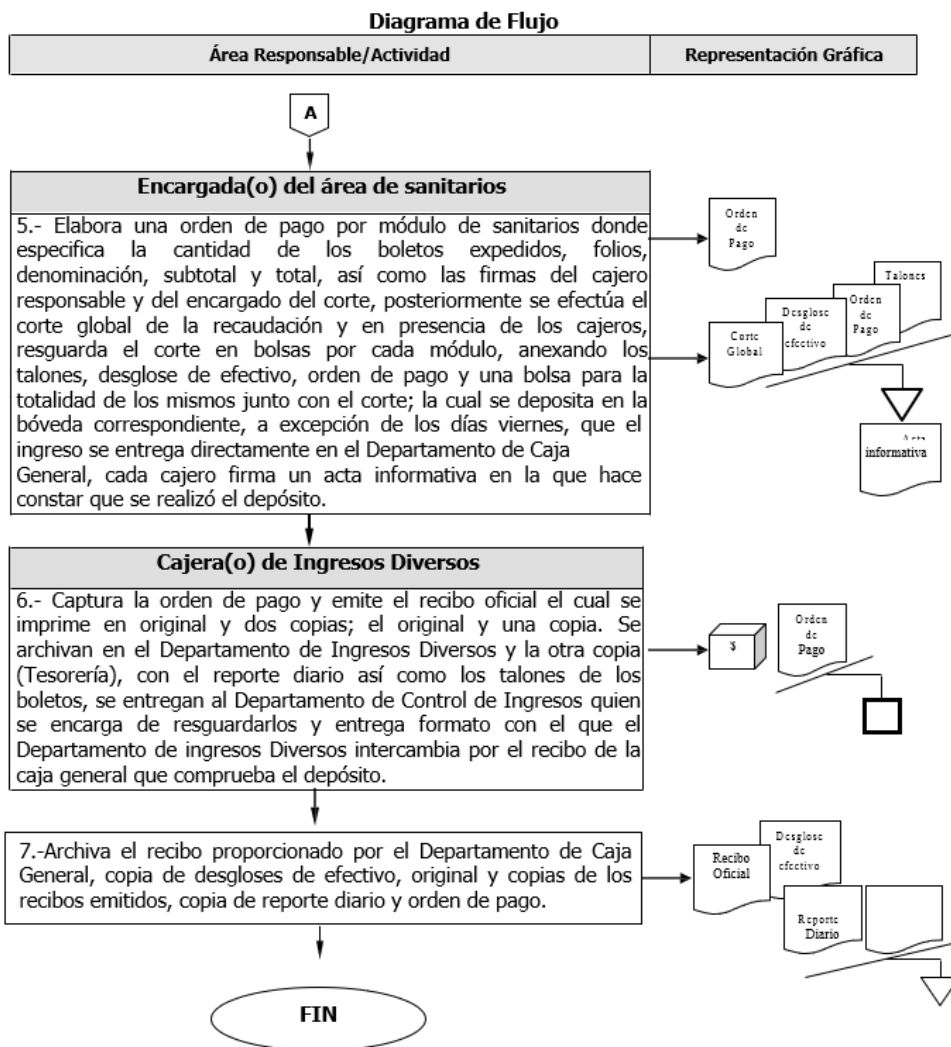 Diagrama de Flujo
Área Responsable/Actividad
Representación Gráfica
A
Encargada(o) del área de sanitarios
5.- Elabora una orden de pago por módulo de sanitarios donde
especifica la cantidad de los boletos expedidos, folios,
denominación, subtotal y total, así como las firmas del cajero
responsable y del encargado del corte, posteriormente se efectúa el
corte global de la recaudación y en presencia de los cajeros,
resguarda el corte en bolsas por cada módulo, anexando los
talones, desglose de efectivo, orden de pago y una bolsa para la
totalidad de los mismos junto con el corte; la cual se deposita en la
bóveda correspondiente, a excepción de los días viernes, que el
ingreso se entrega directamente en el Departamento de Caja
General, cada cajero firma un acta informativa en la que hace
constar que se realizó el depósito.
Orden
de
Pago
Talones
Orden
de
Pago
Desglose
de
efectivo
Corte
Global
Acta
informativa
Cajera(o) de Ingresos Diversos
6.- Captura la orden de pago y emite el recibo oficial el cual se
imprime en original y dos copias; el original y una copia. Se
archivan en el Departamento de Ingresos Diversos y la otra copia
(Tesorería), con el reporte diario así como los talones de los
boletos, se entregan al Departamento de Control de Ingresos quien
se encarga de resguardarlos y entrega formato con el que el
Departamento de ingresos Diversos intercambia por el recibo de la
caja general que comprueba el depósito.
$
Orden
de
Pago
7.-Archiva el recibo proporcionado por el Departamento de Caja
General, copia de desgloses de efectivo, original y copias de los
recibos emitidos, copia de reporte diario y orden de pago.
Recibo
Oficial
Desglose
de
efectivo
Reporte
Diario
FIN